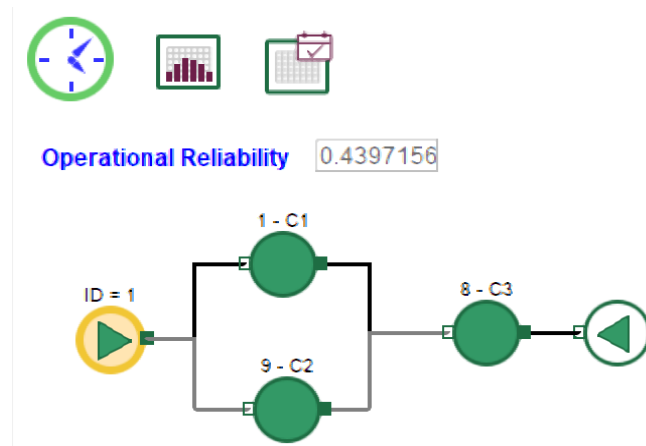 Operational Reliability 0.4397156
1 - C1
ID = 1
8 - C3
9 - C2